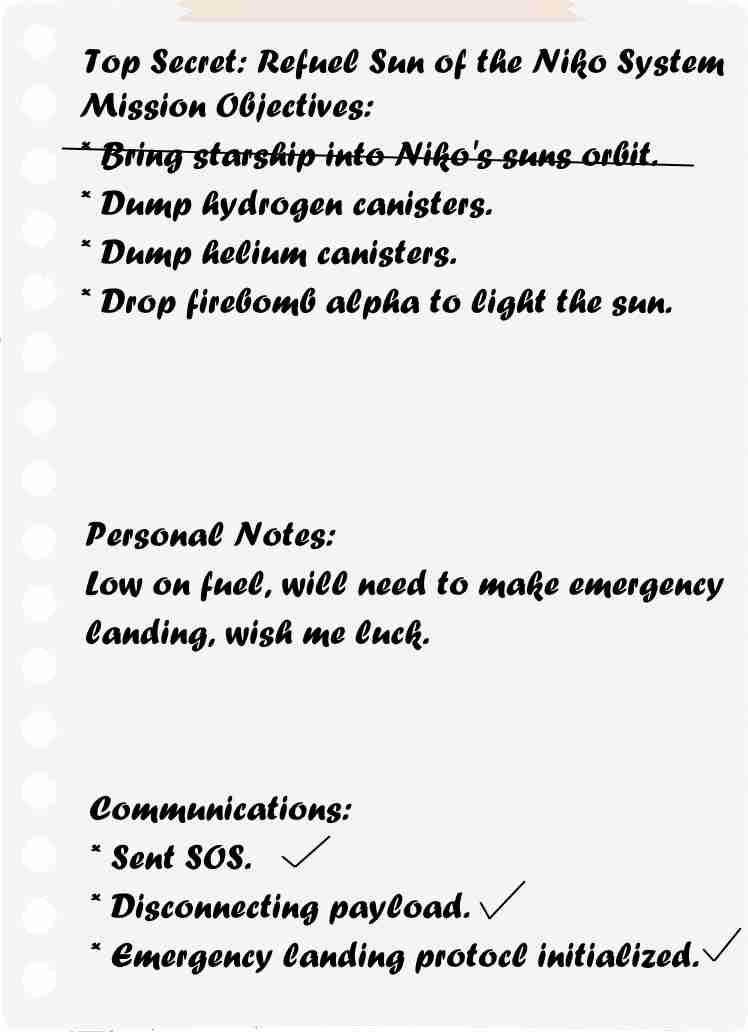 Top Secret: Refuel Sun of the Niko System
Mission Objectives:
* Bring starship into Niko's suns orbit.
* Dump hydrogen canisters.
* Dump helium canisters.
* Drop firebomb alpha to light the sun.
Personal Notes:
Low on fuel, will need to make emergency
landing, wish me luck.
Communications:
* Sent SOS.
* Disconnecting payload.
* Emergency landing protocl initialized.